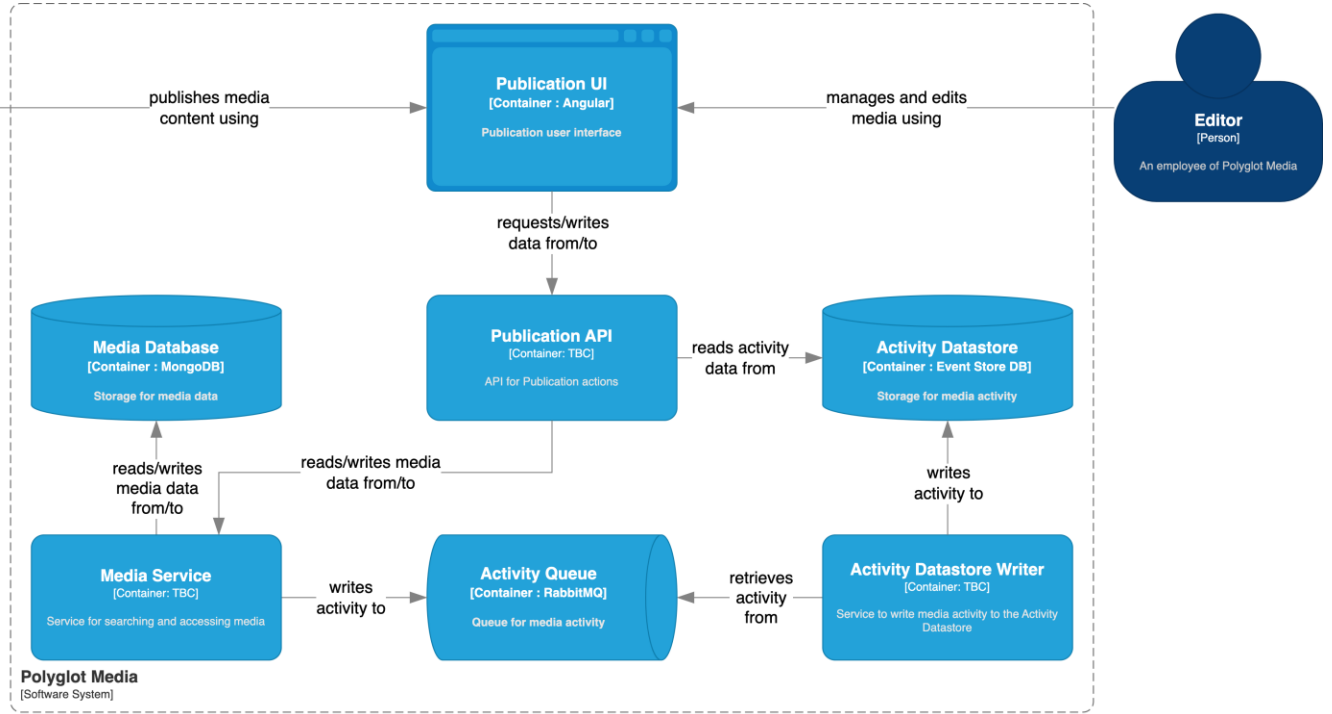 publishes media
content using
Publication UI
[Container : Angular]
Publication user interface
manages and edits
media using
Editor
[Person]
An employee of Polyglot Media
requests/writes
data from/to
Media Database
[Container : MongoDB]
Storage for media data
Publication API
[Container: TBC]
API for Publication actions
reads activity
data from
Activity Datastore
[Container : Event Store DB]
Storage for media activity
reads/writes
media data
from/to
reads/writes media
data from/to
writes
activity to
Media Service
[Container: TBC]
Service for searching and accessing media
writes
activity to
Activity Queue
[Container : RabbitMQ]
Queue for media activity
retrieves
activity
from
Activity Datastore Writer
[Container: TBC]
Service to write media activity to the Activity
Datastore
Polyglot Media
[Software System]